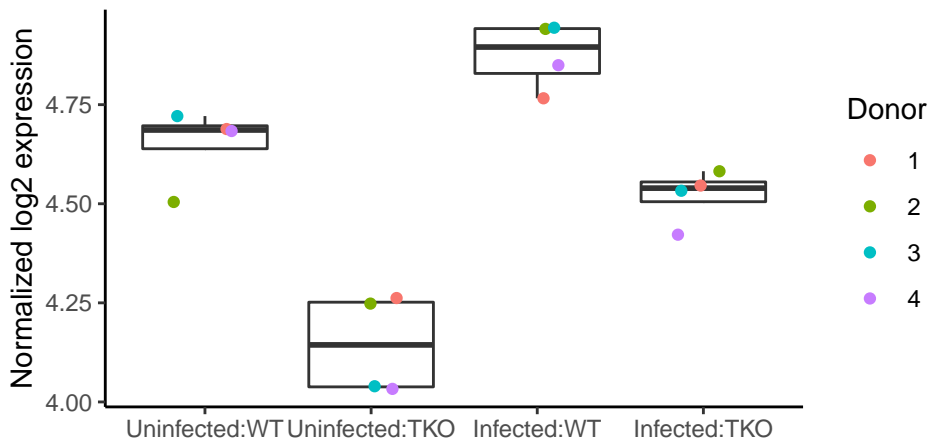 Normalized log2 expression
4.75
4.50
4.25
4.00
Uninfected:WT Uninfected:TKO Infected:WT Infected:TKO
Donor
1
2
3
4